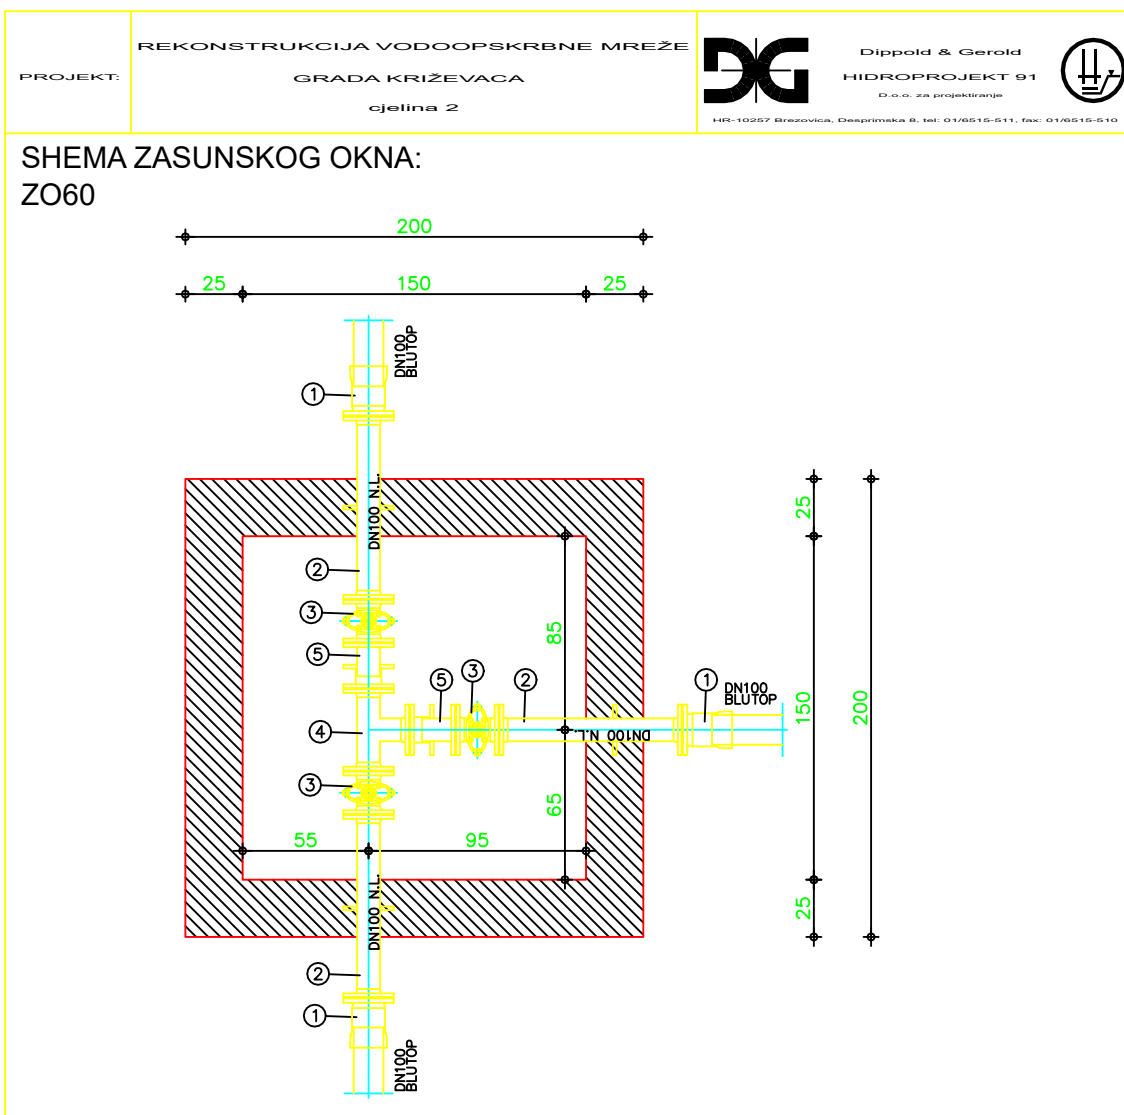 PROJEKT:
REKONSTRUKCIJA VODOOPSKRBNE MREŽE
GRADA KRIŽEVACA
cjelina 2
DG
Dippold & Gerold
HIDROPROJEKT 91
D.o.o. za projektiranje
HR-10257 Brezovica, Desprimska 8, tel: 01/6515-511, fax: 01/6515-510
SHEMA ZASUNSKOG OKNA:
ZO60
200
25 150 25
DN100
BLUTOP
1
DN100 N.L.
2
3
5
4
3
5
3
2
1
DN100
BLUTOP
DN100 N.L.
85
65
55 95
25
150
25
200
DN100 N.L.
2
1
DN100
BLUTOP